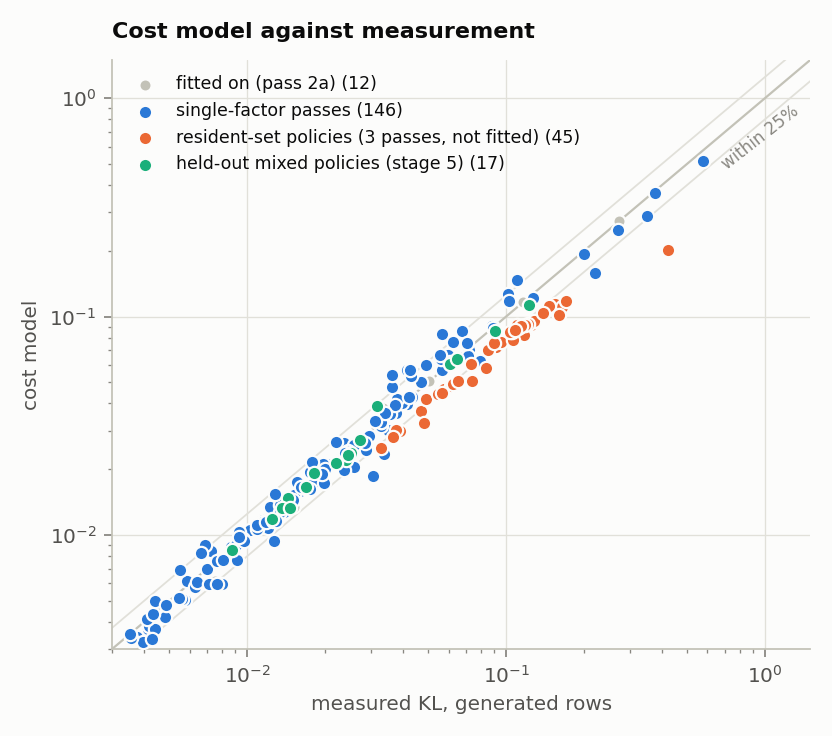 Cost model against measurement
fitted on (pass 2a) (12)
single-factor passes (146)
resident-set policies (3 passes, not fitted) (45)
held-out mixed policies (stage 5) (17)
within 25%
cost model
10⁰
10⁻¹
10⁻²
10⁻²
10⁻¹
10⁰
measured KL, generated rows